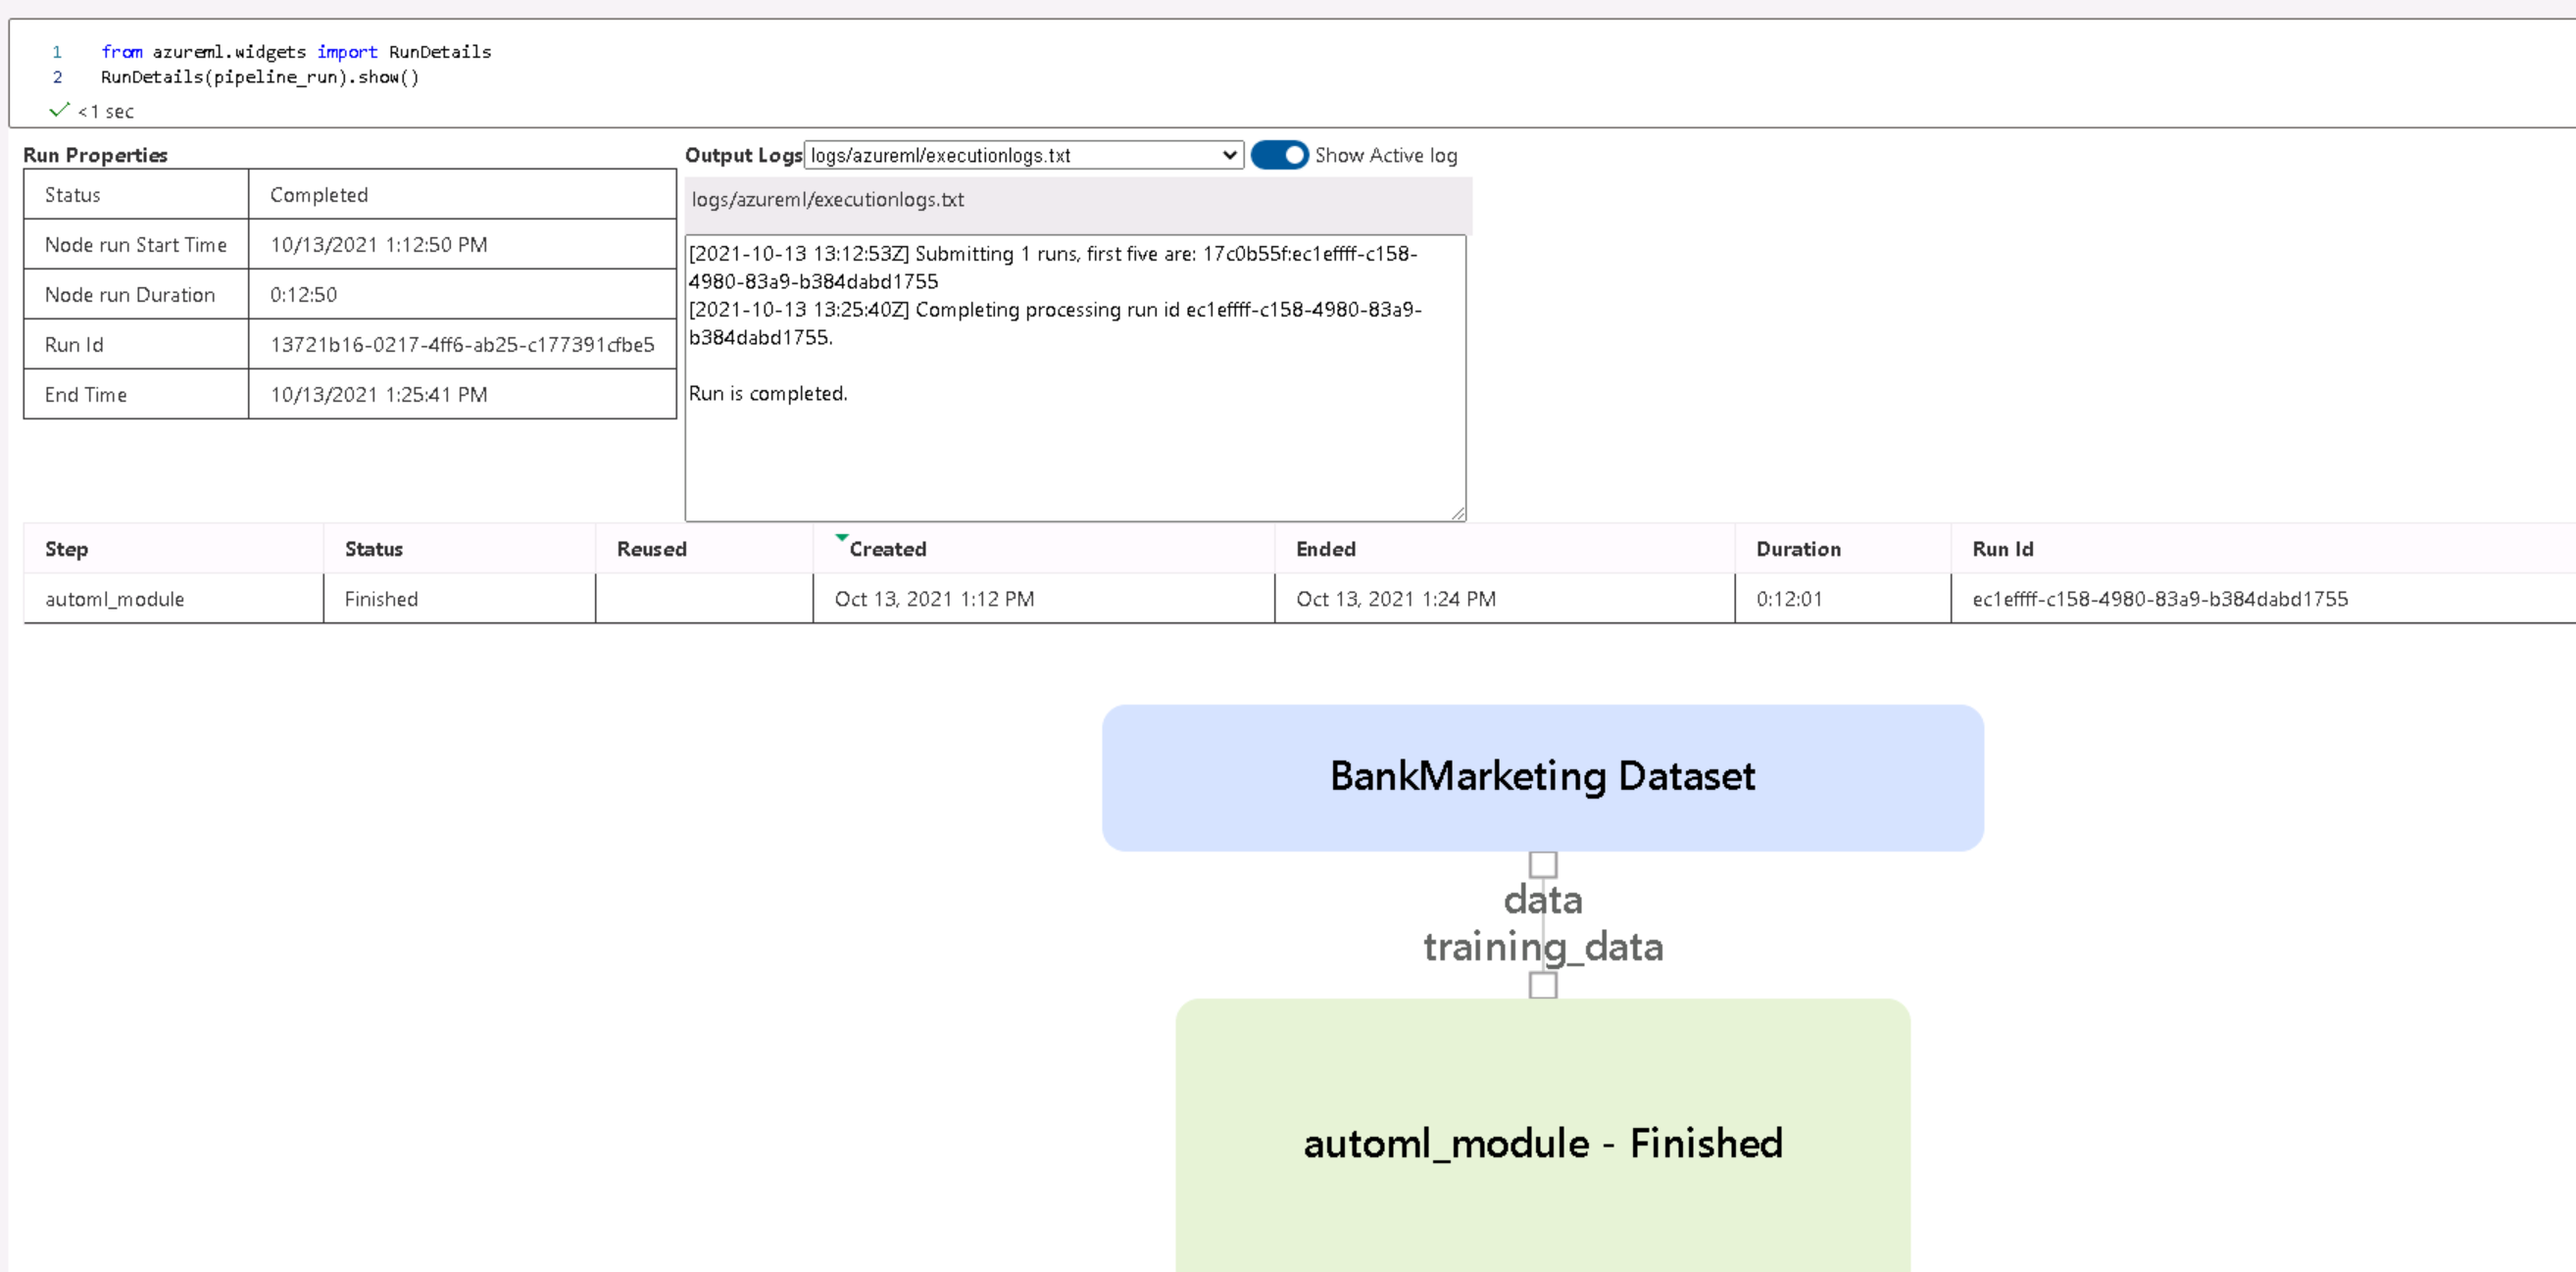 1 from azureml.widgets import RunDetails
2 RunDetails(pipeline_run).show()
<1 sec
Run Properties
Status Completed
Node run Start Time 10/13/2021 1:12:50 PM
Node run Duration 0:12:50
Run Id 13721b16-0217-4ff6-ab25-c177391cfbe5
End Time 10/13/2021 1:25:41 PM
Output Logs logs/azureml/executionlogs.txt Show Active log
logs/azureml/executionlogs.txt
[2021-10-13 13:12:53Z] Submitting 1 runs, first five are: 17c0b55f:ec1effff-c158-
4980-83a9-b384dabd1755
[2021-10-13 13:25:40Z] Completing processing run id ec1effff-c158-4980-83a9-
b384dabd1755.
Run is completed.
Step Status Reused Created Ended Duration Run Id
automl_module Finished Oct 13, 2021 1:12 PM Oct 13, 2021 1:24 PM 0:12:01 ec1effff-c158-4980-83a9-b384dabd1755
BankMarketing Dataset
data
training_data
automl_module - Finished